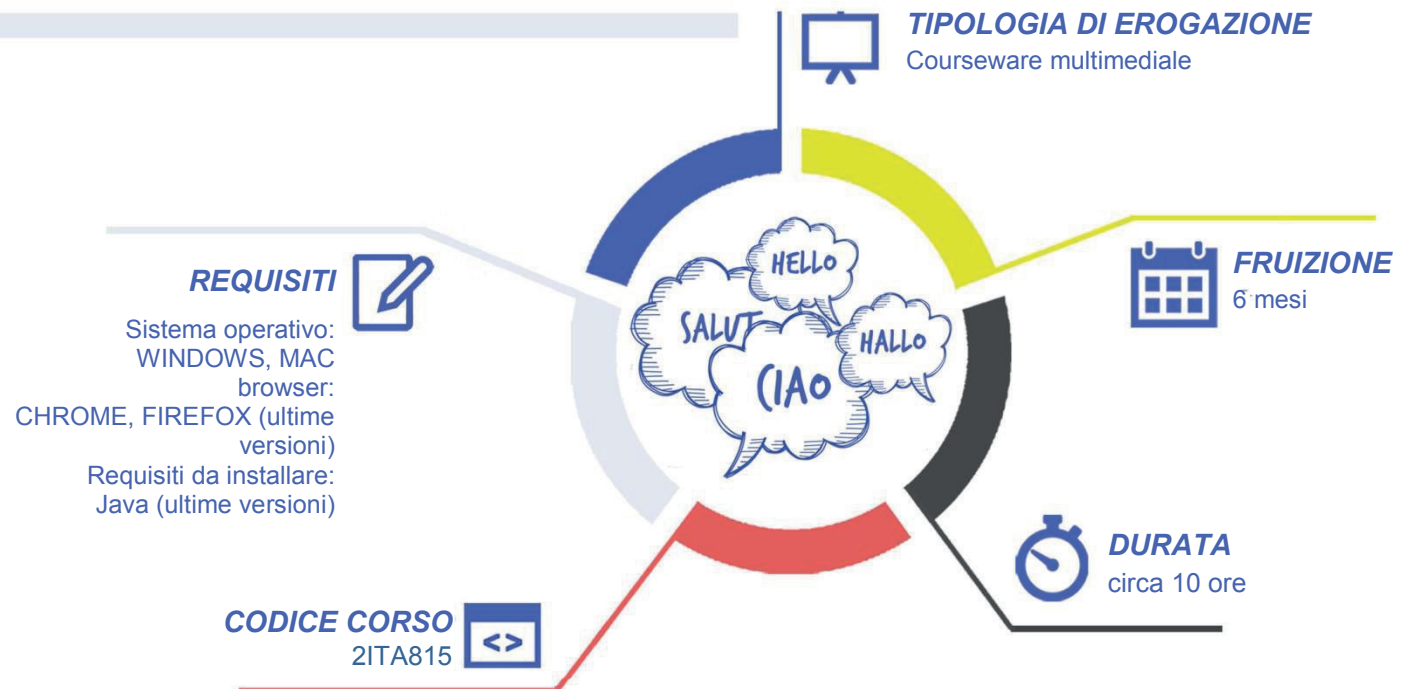 TIPOLOGIA DI EROGAZIONE
Courseware multimediale
FRUIZIONE
6 mesi
REQUISITI
Sistema operativo:
WINDOWS, MAC
browser:
CHROME, FIREFOX (ultime
versioni)
Requisiti da installare:
Java (ultime versioni)
HELLO
SALUT
HALLO
CIAO
DURATA
circa 10 ore
CODICE CORSO
2ITA815
<>